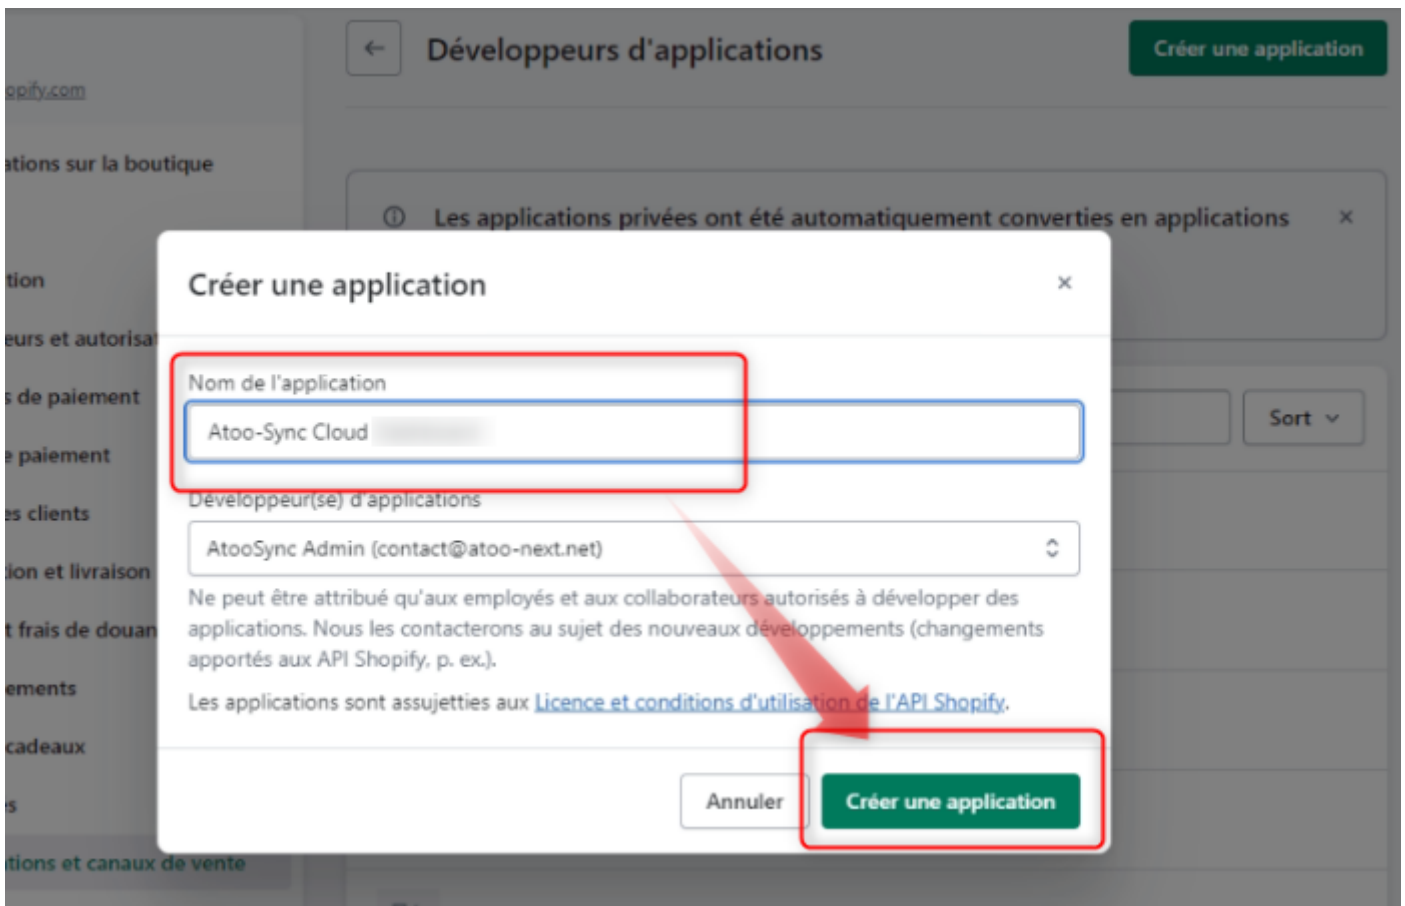 Développeurs d'applications
Créer une application
opify.com
ations sur la boutique
Les applications privées ont été automatiquement converties en applications
tion
eurs et autorisat
s de paiement
e paiement
es clients
ion et livraison
t frais de douan
ements
cadeaux
s
tions et canaux de vente
Sort
Créer une application
Nom de l'application
Atoo-Sync Cloud
Développeur(se) d'applications
AtooSync Admin (contact@atoo-next.net)
Ne peut être attribué qu'aux employés et aux collaborateurs autorisés à développer des
applications. Nous les contacterons au sujet des nouveaux développements (changements
apportés aux API Shopify, p. ex.).
Les applications sont assujetties aux Licence et conditions d'utilisation de l'API Shopify.
Annuler
Créer une application